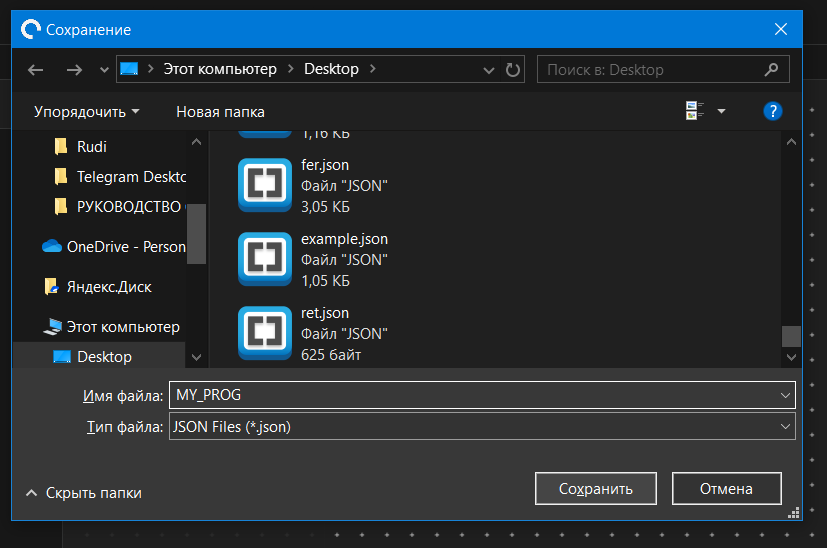 Сохранение
Этот компьютер
Desktop
Поиск в: Desktop
Упорядочить
Новая папка
Rudi
Telegram Deskto
РУКОВОДСТВО
OneDrive - Person
Яндекс.Диск
Этот компьютер
Desktop
1,16 КБ
fer.json
Файл "JSON"
3,05 КБ
example.json
Файл "JSON"
1,05 КБ
ret.json
Файл "JSON"
625 байт
Имя файла: MY_PROG
Тип файла: JSON Files (*.json)
Скрыть папки
Сохранить
Отмена